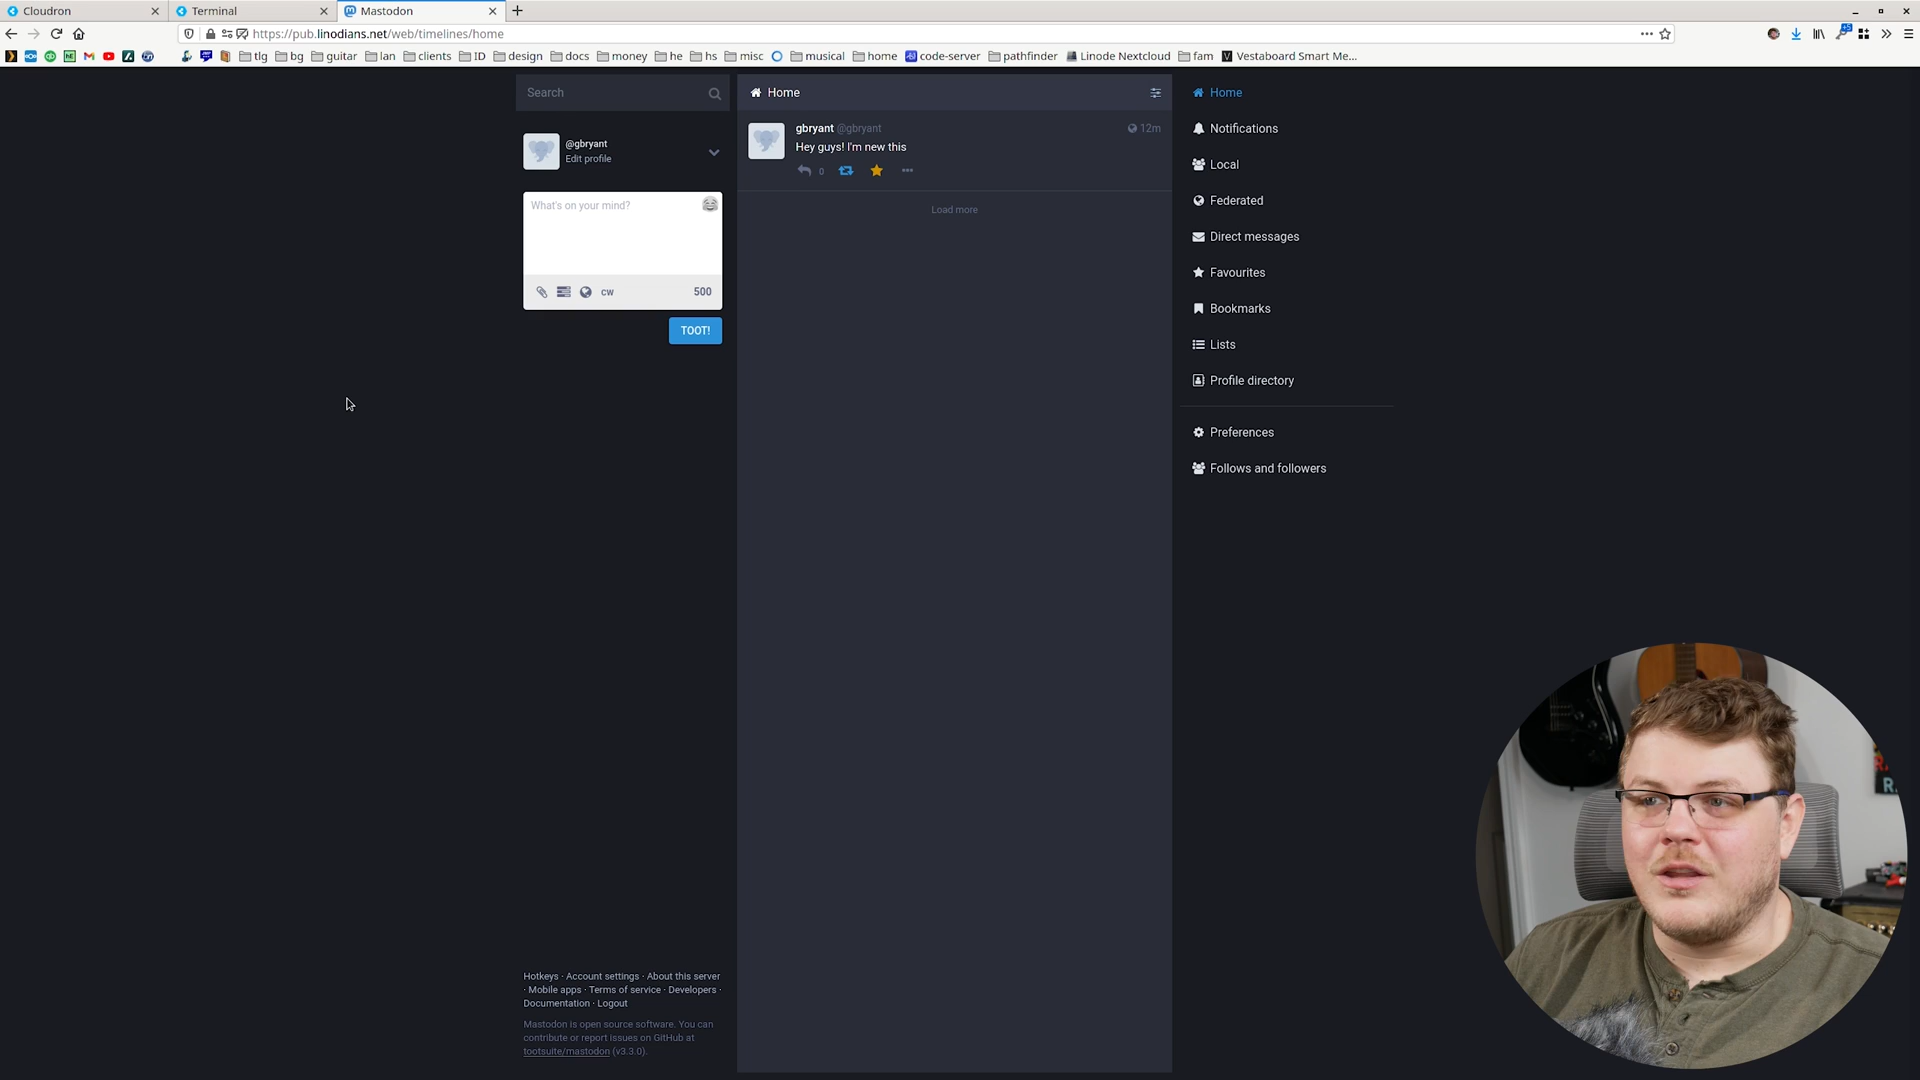 Cloudron
Terminal
Mastodon
https://pub.linodians.net/web/timelines/home
tlg
bg
guitar
lan
clients
ID
design
docs
money
he
hs
misc
musical
home
code-server
pathfinder
Linode Nextcloud
fam
Vestaboard Smart Me...
Search
@gbryant
Edit profile
What's on your mind?
CW
500
TOOT!
Home
gbryant @gbryant
12m
Hey guys! I'm new this
0
Load more
Home
Notifications
Local
Federated
Direct messages
Favourites
Bookmarks
Lists
Profile directory
Preferences
Follows and followers
Hotkeys · Account settings · About this server
· Mobile apps · Terms of service · Developers ·
Documentation · Logout
Mastodon is open source software. You can
contribute or report issues on GitHub at
tootsuite/mastodon (v3.3.0).